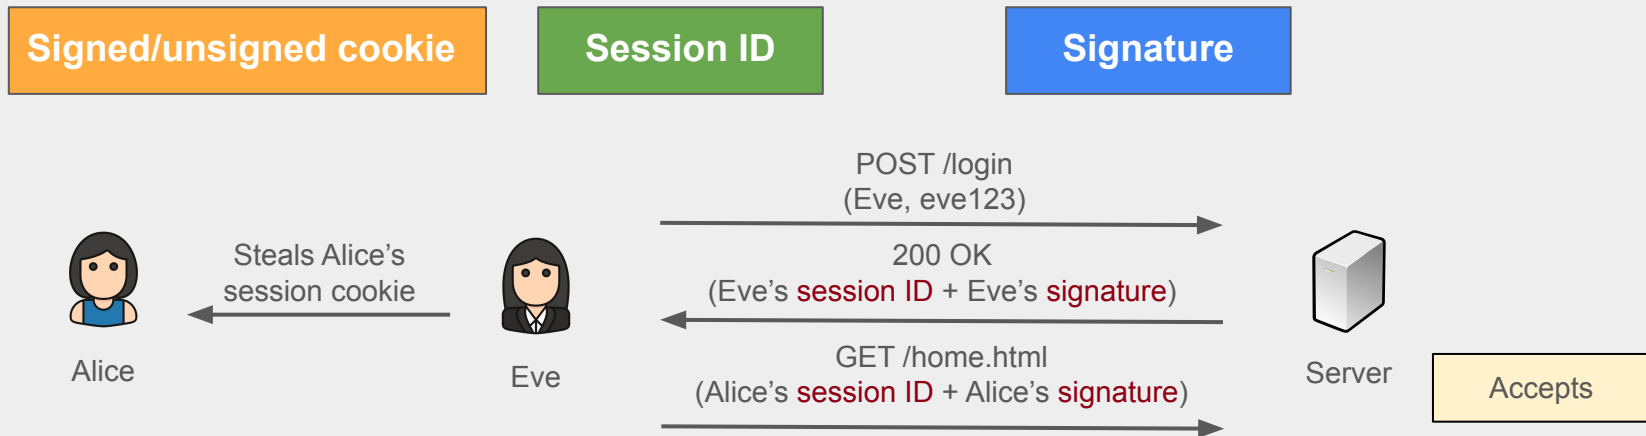 Signed/unsigned cookie
Session ID
Signature
POST /login
(Eve, eve123)
Steals Alice’s
session cookie
200 OK
(Eve’s session ID + Eve’s signature)
GET /home.html
(Alice’s session ID + Alice’s signature)
Alice
Eve
Server
Accepts